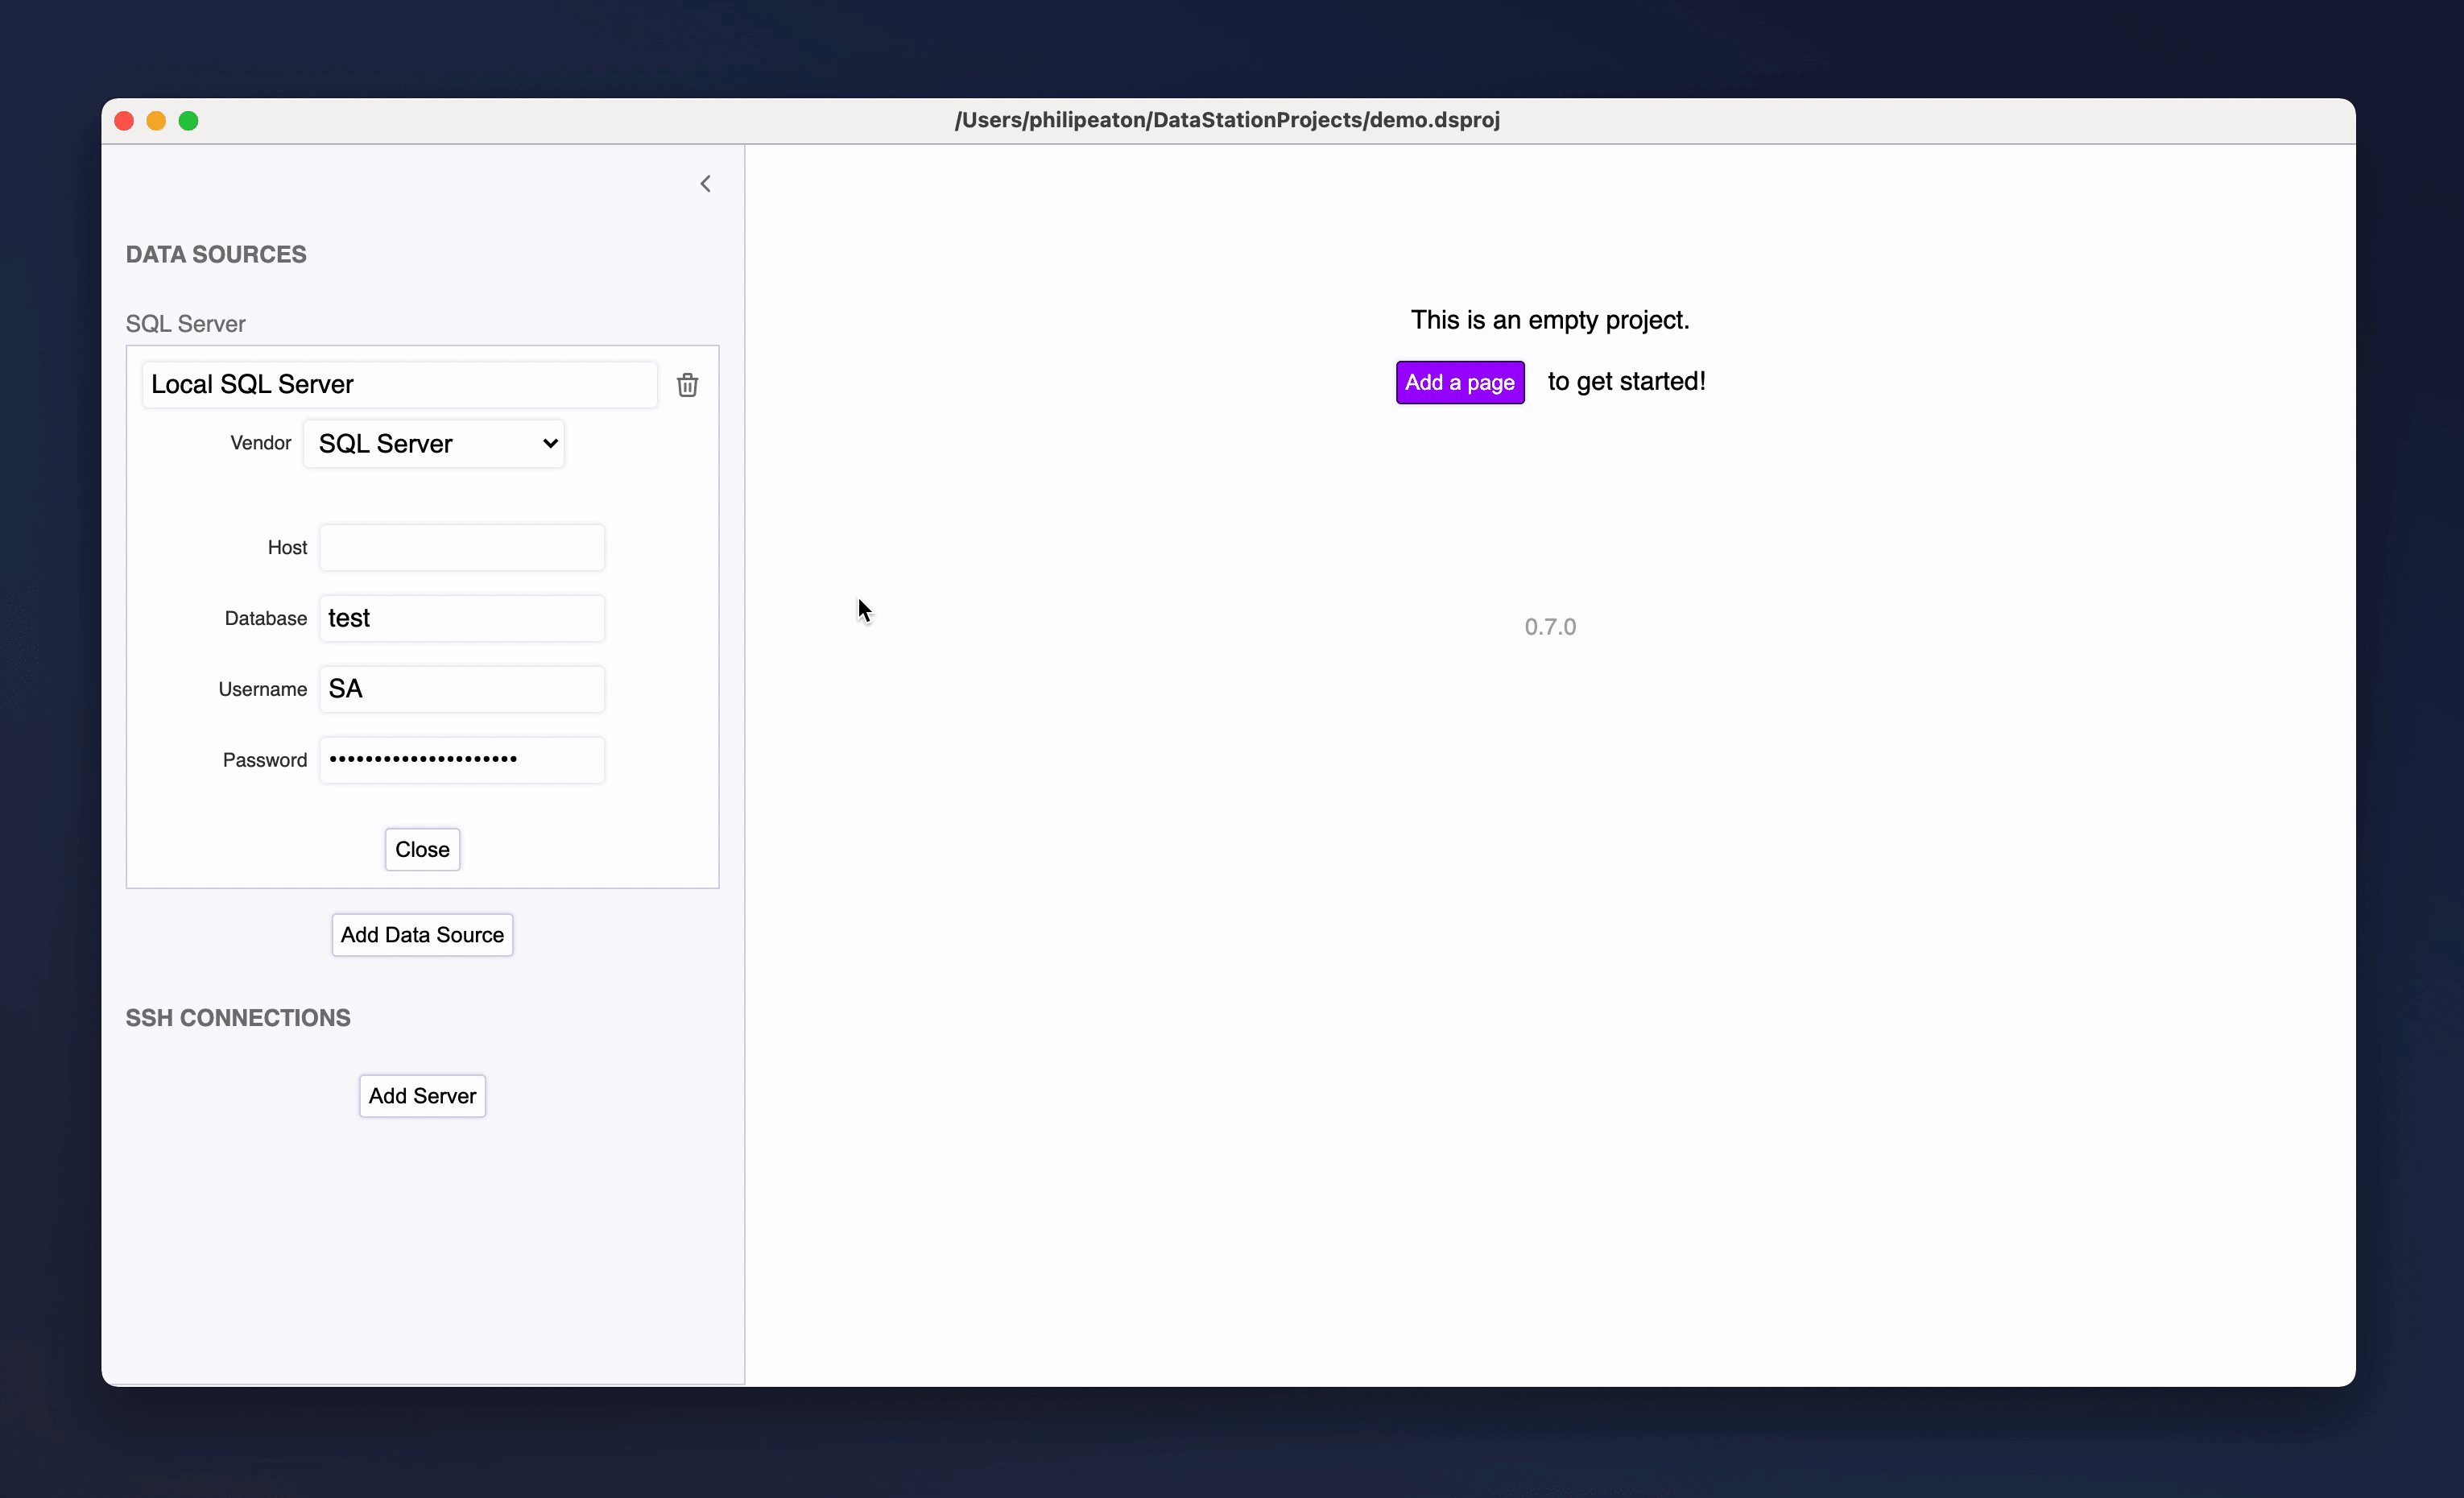 /Users/philipeaton/DataStationProjects/demo.dsproj
DATA SOURCES
SQL Server
Local SQL Server
Vendor SQL Server
Host
Database test
Username SA
Password •••••••••••••••••••••
Close
Add Data Source
SSH CONNECTIONS
Add Server
This is an empty project.
Add a page to get started!
0.7.0